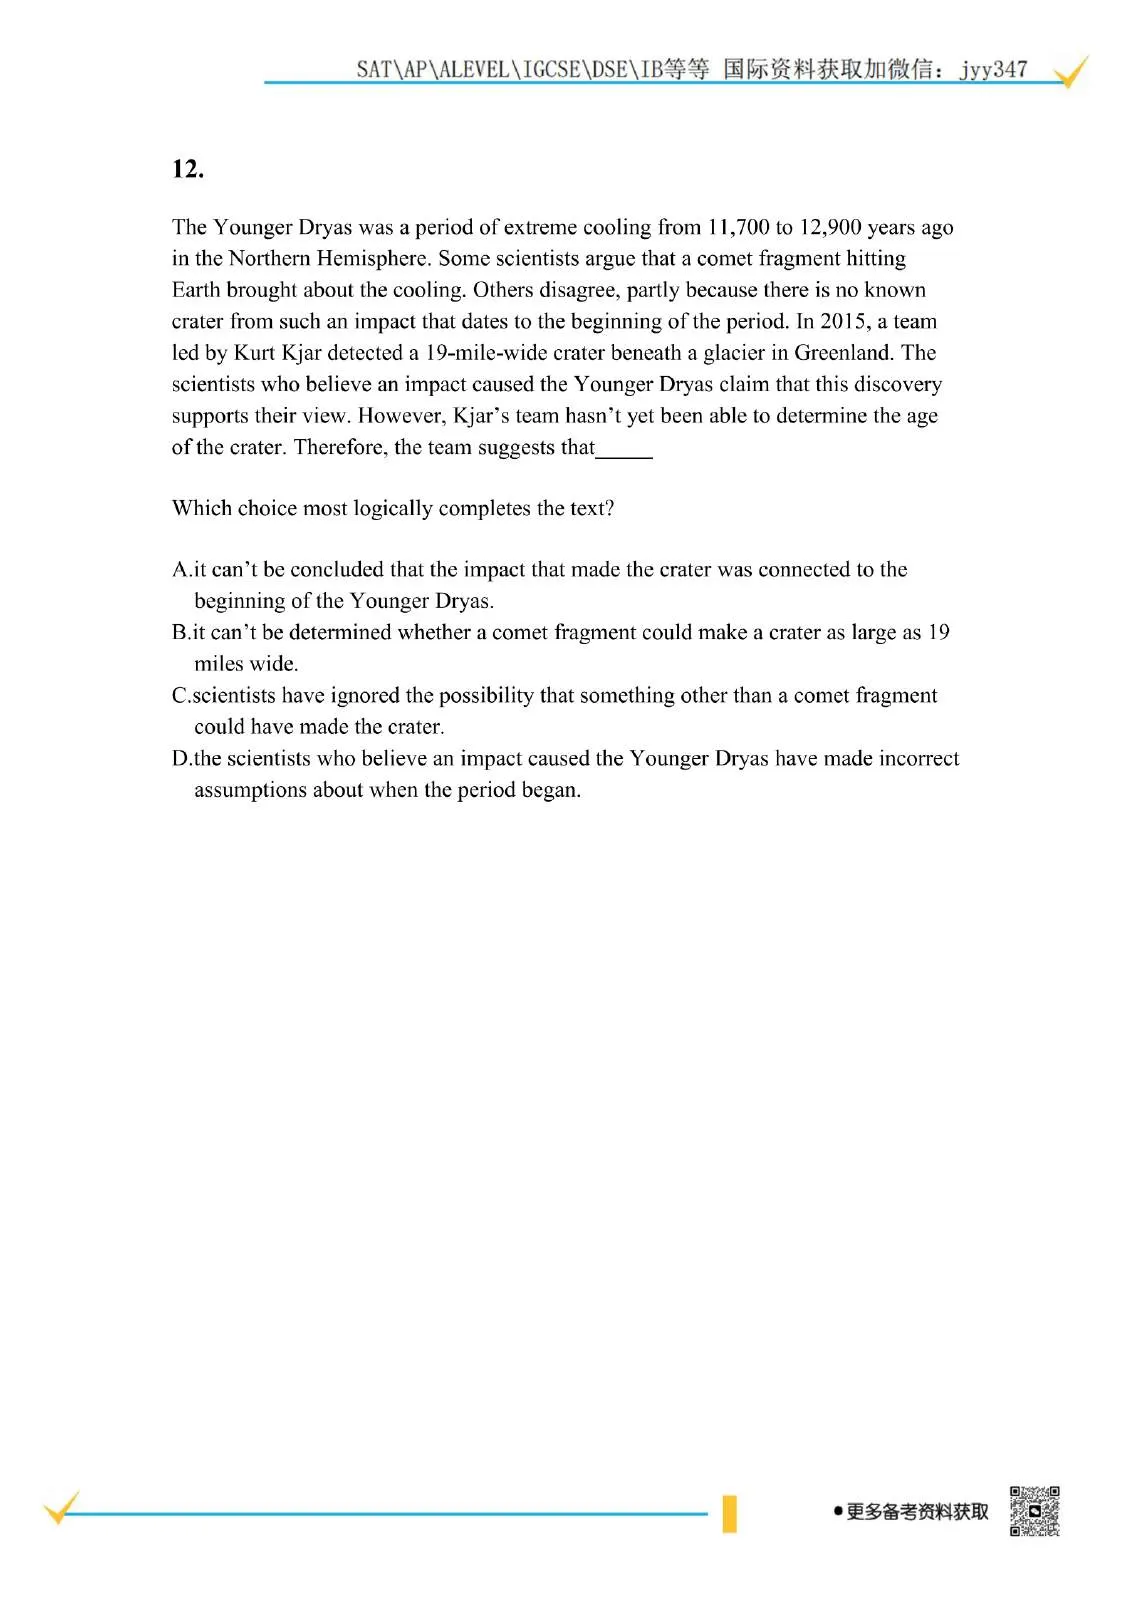 SAT\AP\ALEVEL\IGCSE\DSE\IB等等 国际资料获取加微信：jyy347
12.
The Younger Dryas was a period of extreme cooling from 11,700 to 12,900 years ago
in the Northern Hemisphere. Some scientists argue that a comet fragment hitting
Earth brought about the cooling. Others disagree, partly because there is no known
crater from such an impact that dates to the beginning of the period. In 2015, a team
led by Kurt Kjar detected a 19-mile-wide crater beneath a glacier in Greenland. The
scientists who believe an impact caused the Younger Dryas claim that this discovery
supports their view. However, Kjar’s team hasn’t yet been able to determine the age
of the crater. Therefore, the team suggests that_____
Which choice most logically completes the text?
A.it can’t be concluded that the impact that made the crater was connected to the
beginning of the Younger Dryas.
B.it can’t be determined whether a comet fragment could make a crater as large as 19
miles wide.
C.scientists have ignored the possibility that something other than a comet fragment
could have made the crater.
D.the scientists who believe an impact caused the Younger Dryas have made incorrect
assumptions about when the period began.
•更多备考资料获取